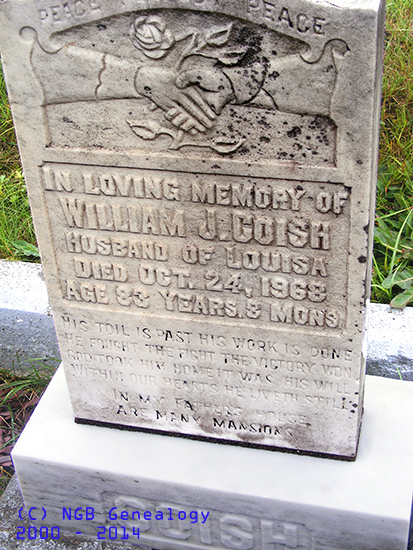 PEACE PERFECT PEACE
IN LOVING MEMORY OF
WILLIAM J. COISH
HUSBAND OF LOUISA
DIED OCT. 24, 1968
AGE 83 YEARS, 8 MONS
HIS TOIL IS PAST HIS WORK IS DONE
HE FOUGHT THE FIGHT THE VICTORY WON
GOD TOOK HIM HOME IT WAS HIS WILL
WITHIN OUR HEARTS HE LIVETH STILL
IN MY FATHERS HOUSE
ARE MANY MANSIONS
COISH
(C) NGB Genealogy
2000 - 2014